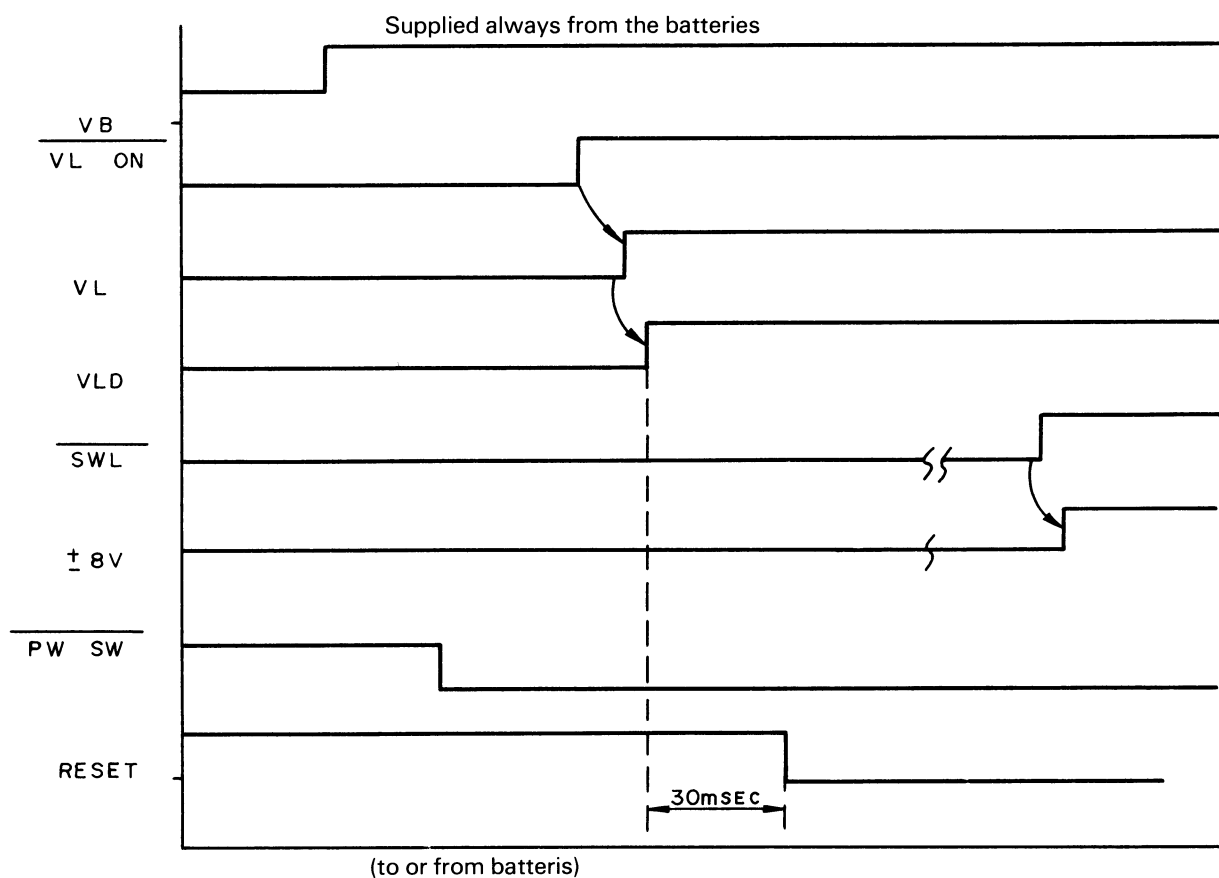 Supplied always from the batteries
VB
VL ON
VL
VLD
SWL
± 8V
PW SW
RESET
30mSEC
(to or from batteris)